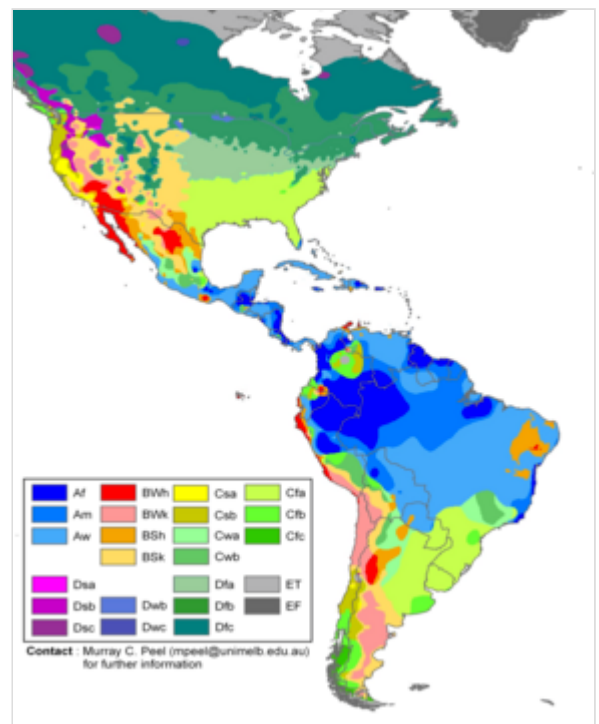 Af BWh Csa Cfa
Am BWk Csb Cfb
Aw BSh Cwa Cfc
BSk Cwb
Dsa Dfa ET
Dsb Dwb Dfb EF
Dsc Dwc Dfc
Contact : Murray C. Peel (mpeel@unimelb.edu.au)
for further information